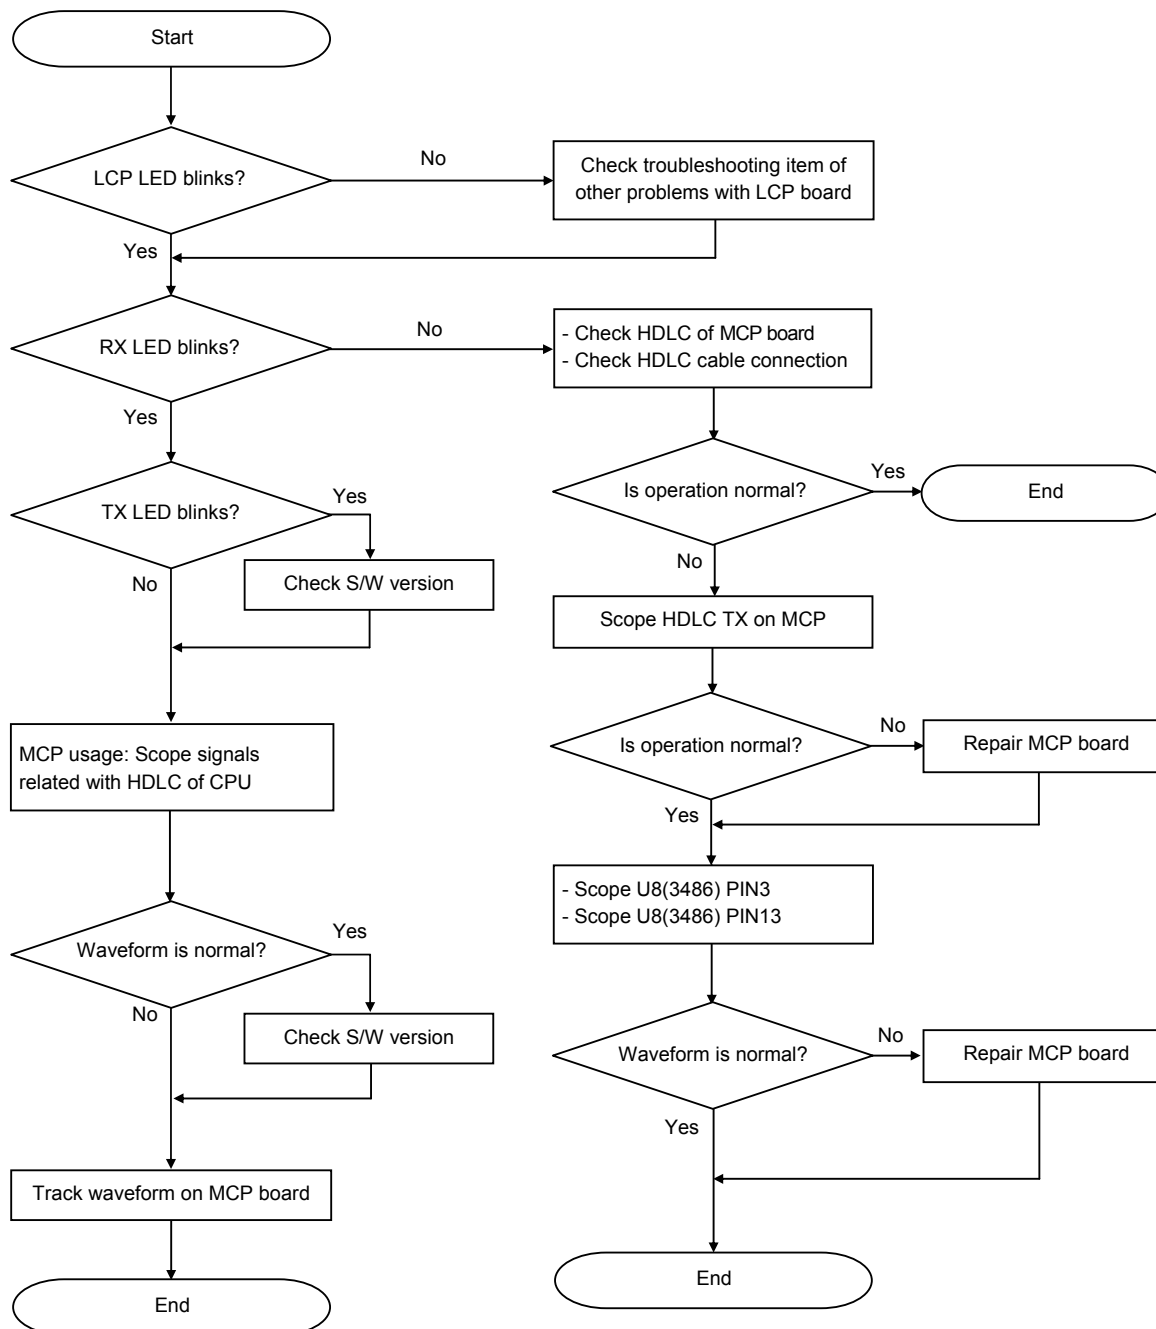 Start
LCP LED blinks?
No
Check troubleshooting item of
other problems with LCP board
Yes
RX LED blinks?
No
- Check HDLC of MCP board
- Check HDLC cable connection
Yes
Is operation normal?
Yes
End
TX LED blinks?
Yes
Check S/W version
No
No
Scope HDLC TX on MCP
MCP usage: Scope signals
related with HDLC of CPU
Is operation normal?
No
Repair MCP board
Yes
- Scope U8(3486) PIN3
- Scope U8(3486) PIN13
Waveform is normal?
Yes
Check S/W version
No
Waveform is normal?
No
Repair MCP board
Yes
Track waveform on MCP board
End
End